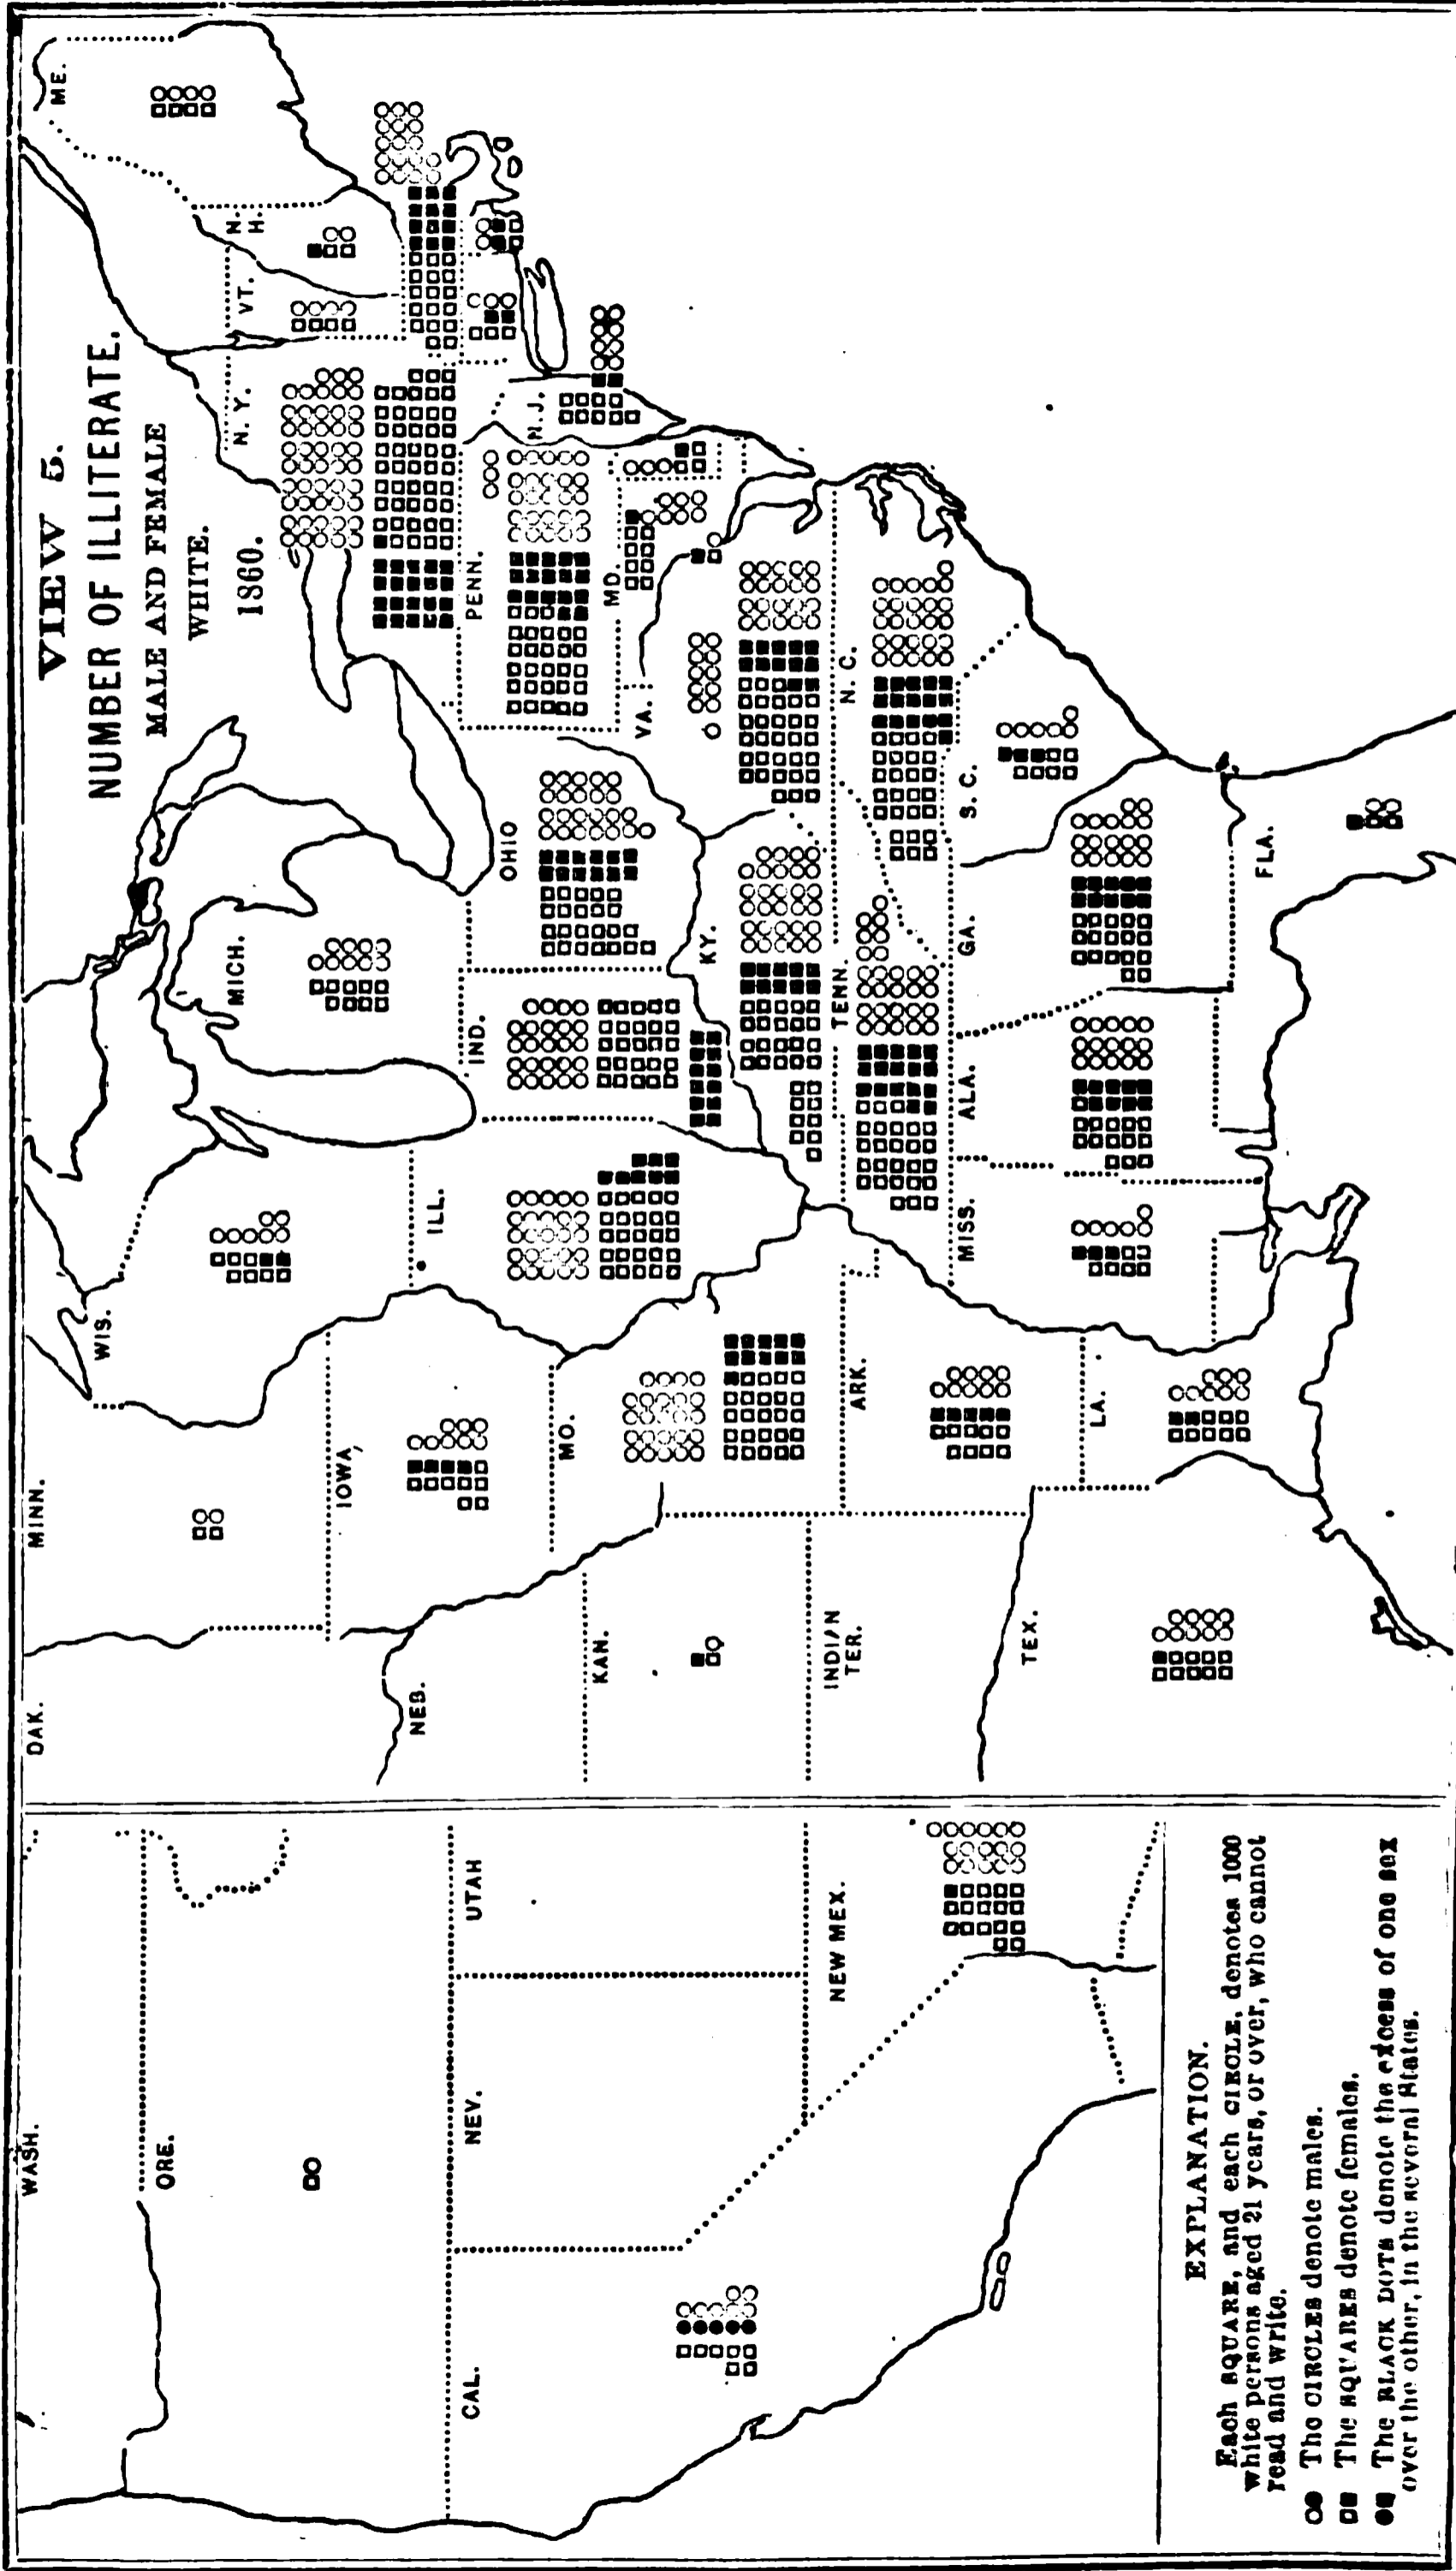 VIEW 5.
NUMBER OF ILLITERATE.
MALE AND FEMALE
WHITE.
1860.
WASH.
ORE.
CAL.
NEV.
UTAH
NEW MEX.
DAK.
MINN.
WIS.
MICH.
NEB.
IOWA,
ILL.
IND.
OHIO
PENN.
N. Y.
VT.
N.
H.
ME.
N.J.
MD.
VA.
KAN.
MO.
KY.
INDIAN
TER.
ARK.
TENN.
N. C.
S. C.
TEX.
LA.
MISS.
ALA.
GA.
FLA.
EXPLANATION.
Each SQUARE, and each CIRCLE, denotes 1000
white persons aged 21 years, or over, who cannot
read and write.
The CIRCLES denote males.
The SQUARES denote females.
The BLACK DOTS denote the excess of one sex
over the other, in the several States.